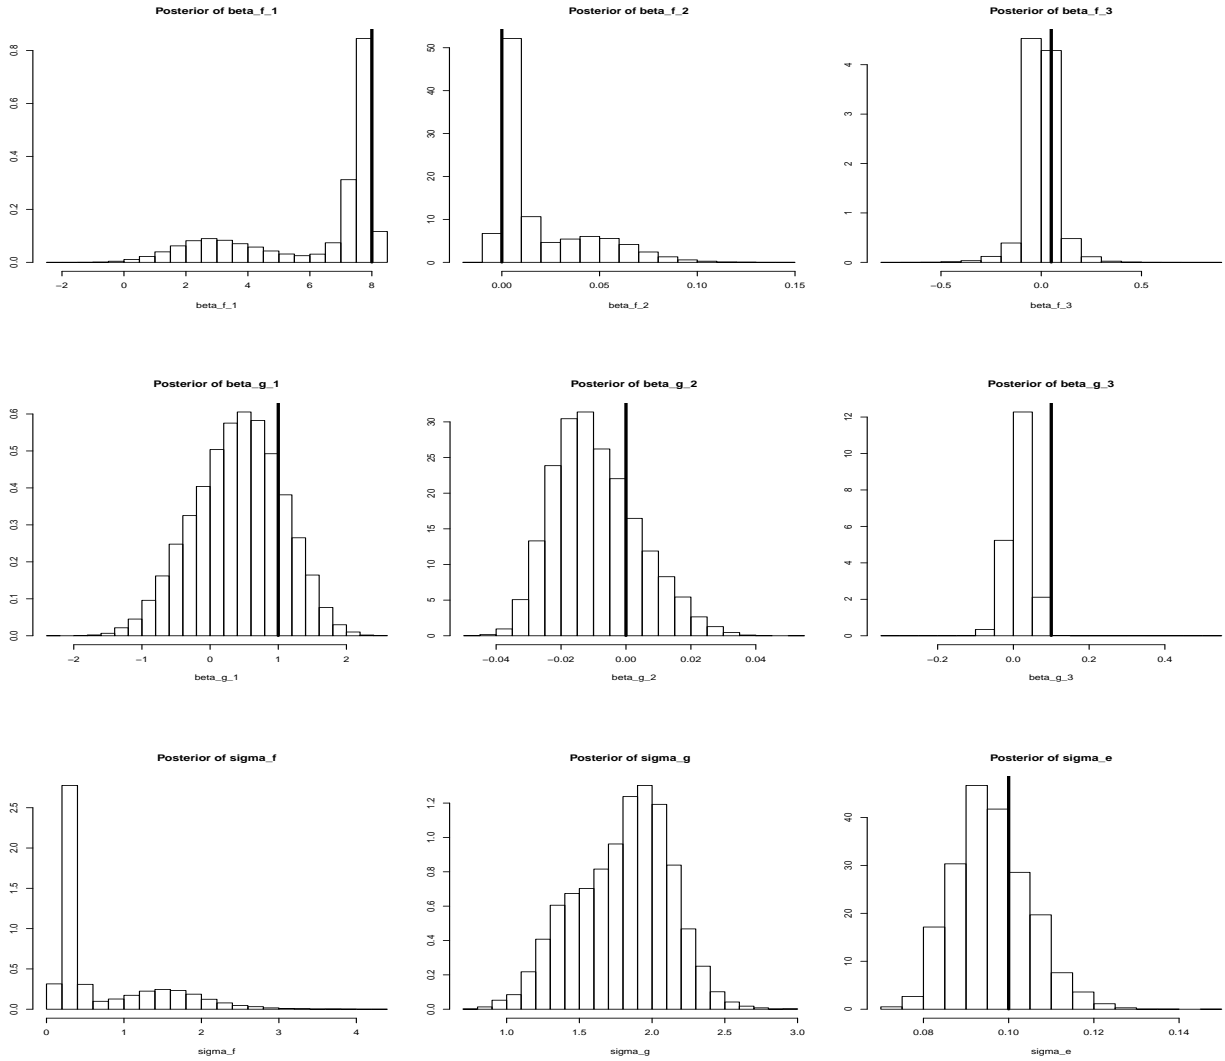 Posterior of beta_f_1
0.0 0.2 0.4 0.6 0.8
−2 0 2 4 6 8
beta_f_1
Posterior of beta_f_2
0 10 20 30 40 50
0.00 0.05 0.10 0.15
beta_f_2
Posterior of beta_f_3
0 1 2 3 4
−0.5 0.0 0.5
beta_f_3
Posterior of beta_g_1
0.0 0.1 0.2 0.3 0.4 0.5 0.6
−2 −1 0 1 2
beta_g_1
Posterior of beta_g_2
0 5 10 15 20 25 30
−0.04 −0.02 0.00 0.02 0.04
beta_g_2
Posterior of beta_g_3
0 2 4 6 8 10 12
−0.2 0.0 0.2 0.4
beta_g_3
Posterior of sigma_f
0.0 0.5 1.0 1.5 2.0 2.5
0 1 2 3 4
sigma_f
Posterior of sigma_g
0.0 0.2 0.4 0.6 0.8 1.0 1.2
1.0 1.5 2.0 2.5 3.0
sigma_g
Posterior of sigma_e
0 10 20 30 40
0.08 0.10 0.12 0.14
sigma_e